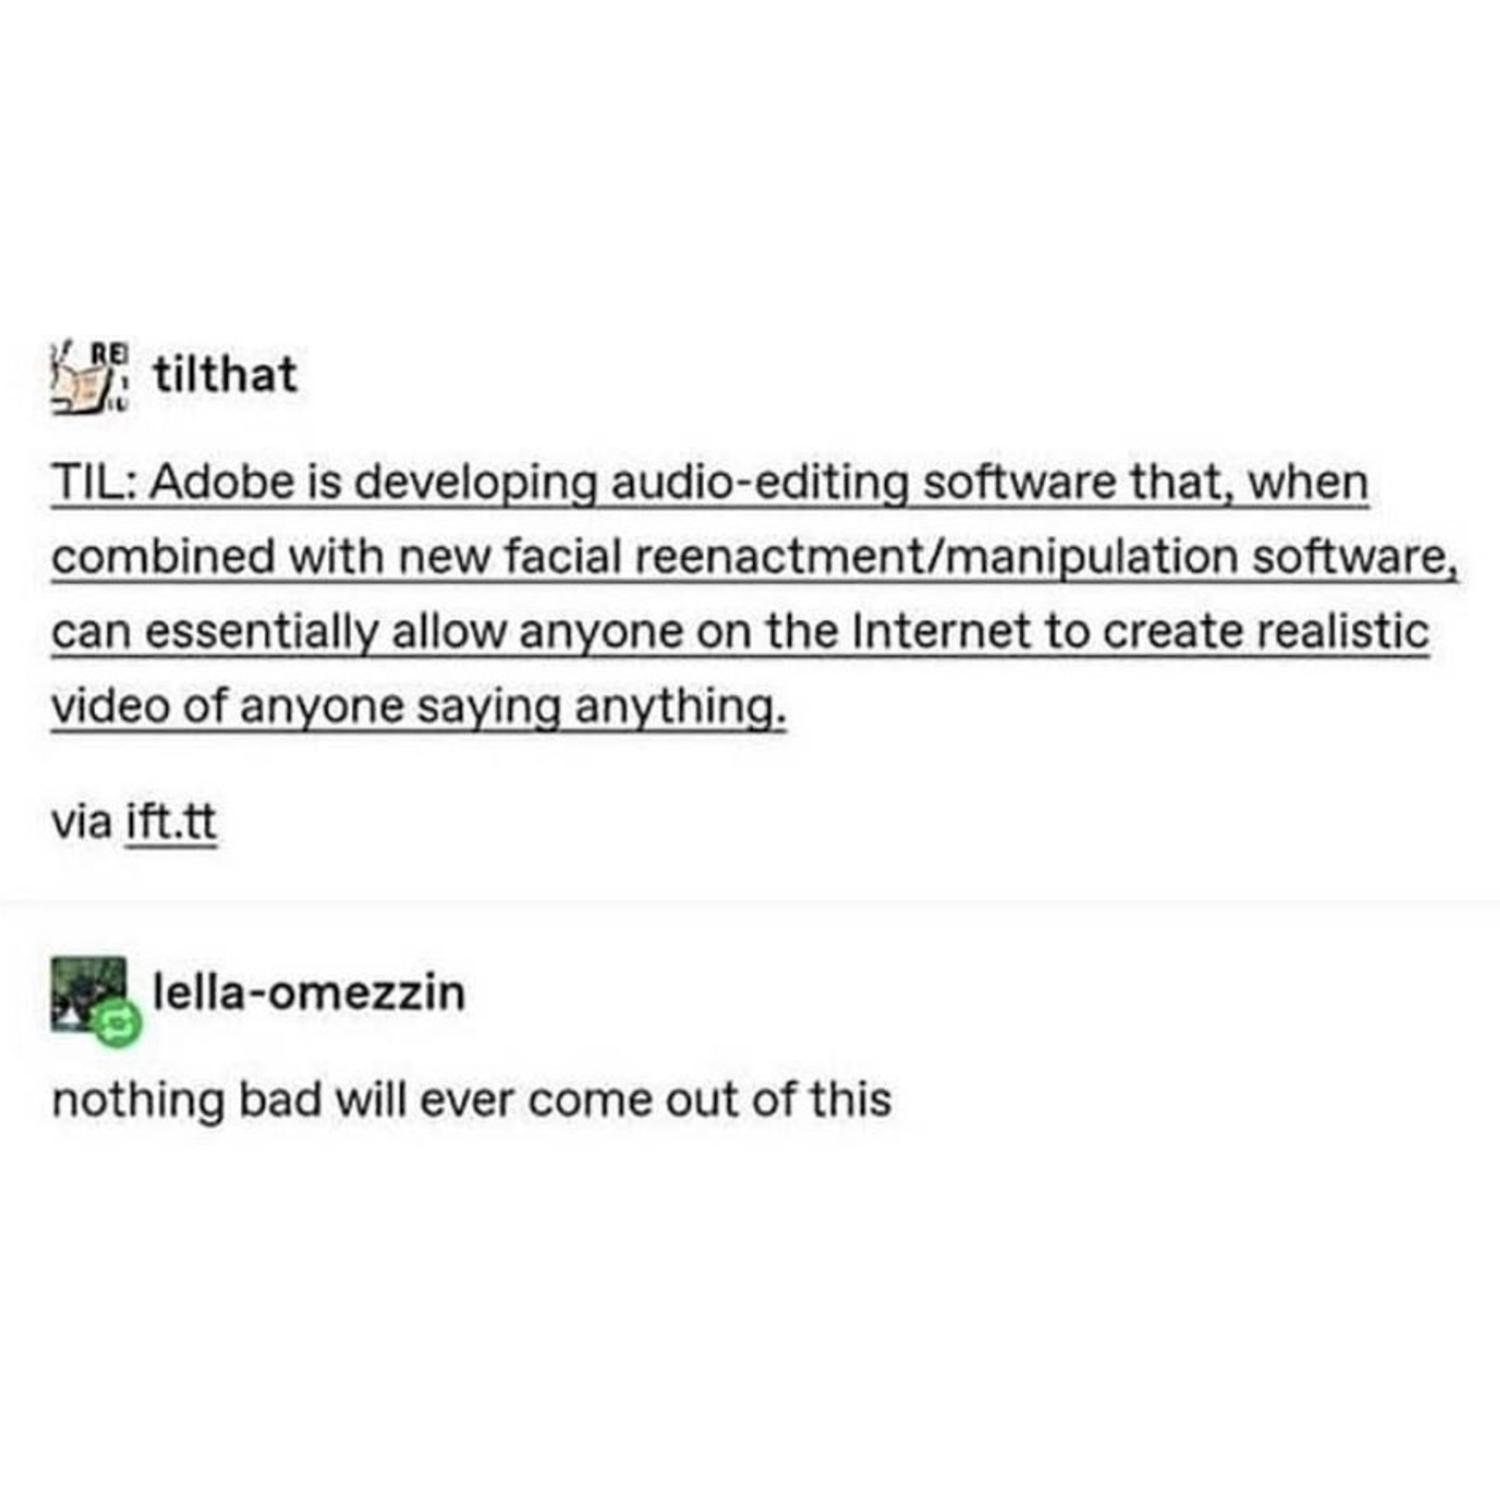 REI
tilthat
TIL: Adobe is developing audio-editing software that, when
combined with new facial reenactment/manipulation software,
can essentially allow anyone on the Internet to create realistic
video of anyone saying anything.
via ift.tt
lella-omezzin
nothing bad will ever come out of this